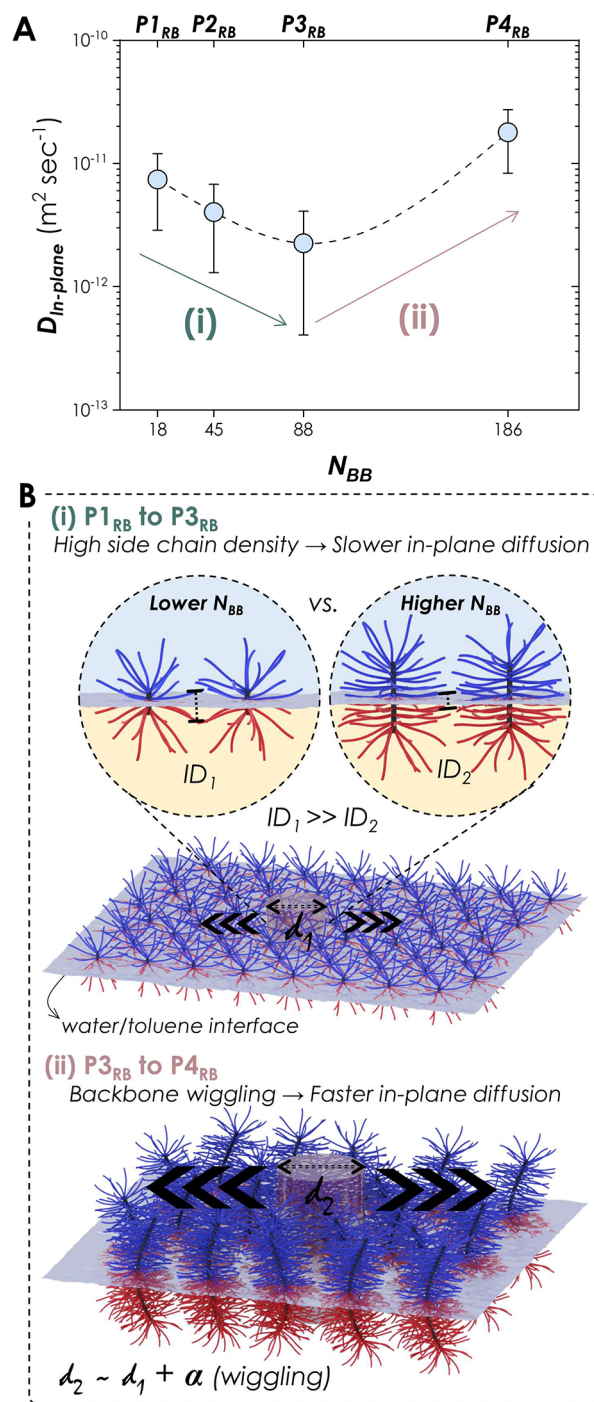 A
P1RB P2RB P3RB P4RB
10-10
10-11
10-12
10-13
DIn-plane (m2 sec-1)
(i)
(ii)
18 45 88 186
NBB
B
(i) P1RB to P3RB
High side chain density → Slower in-plane diffusion
Lower NBB vs. Higher NBB
ID1 ID2
ID1 >> ID2
d1
water/toluene interface
(ii) P3RB to P4RB
Backbone wiggling → Faster in-plane diffusion
d2
d2 ~ d1 + α (wiggling)